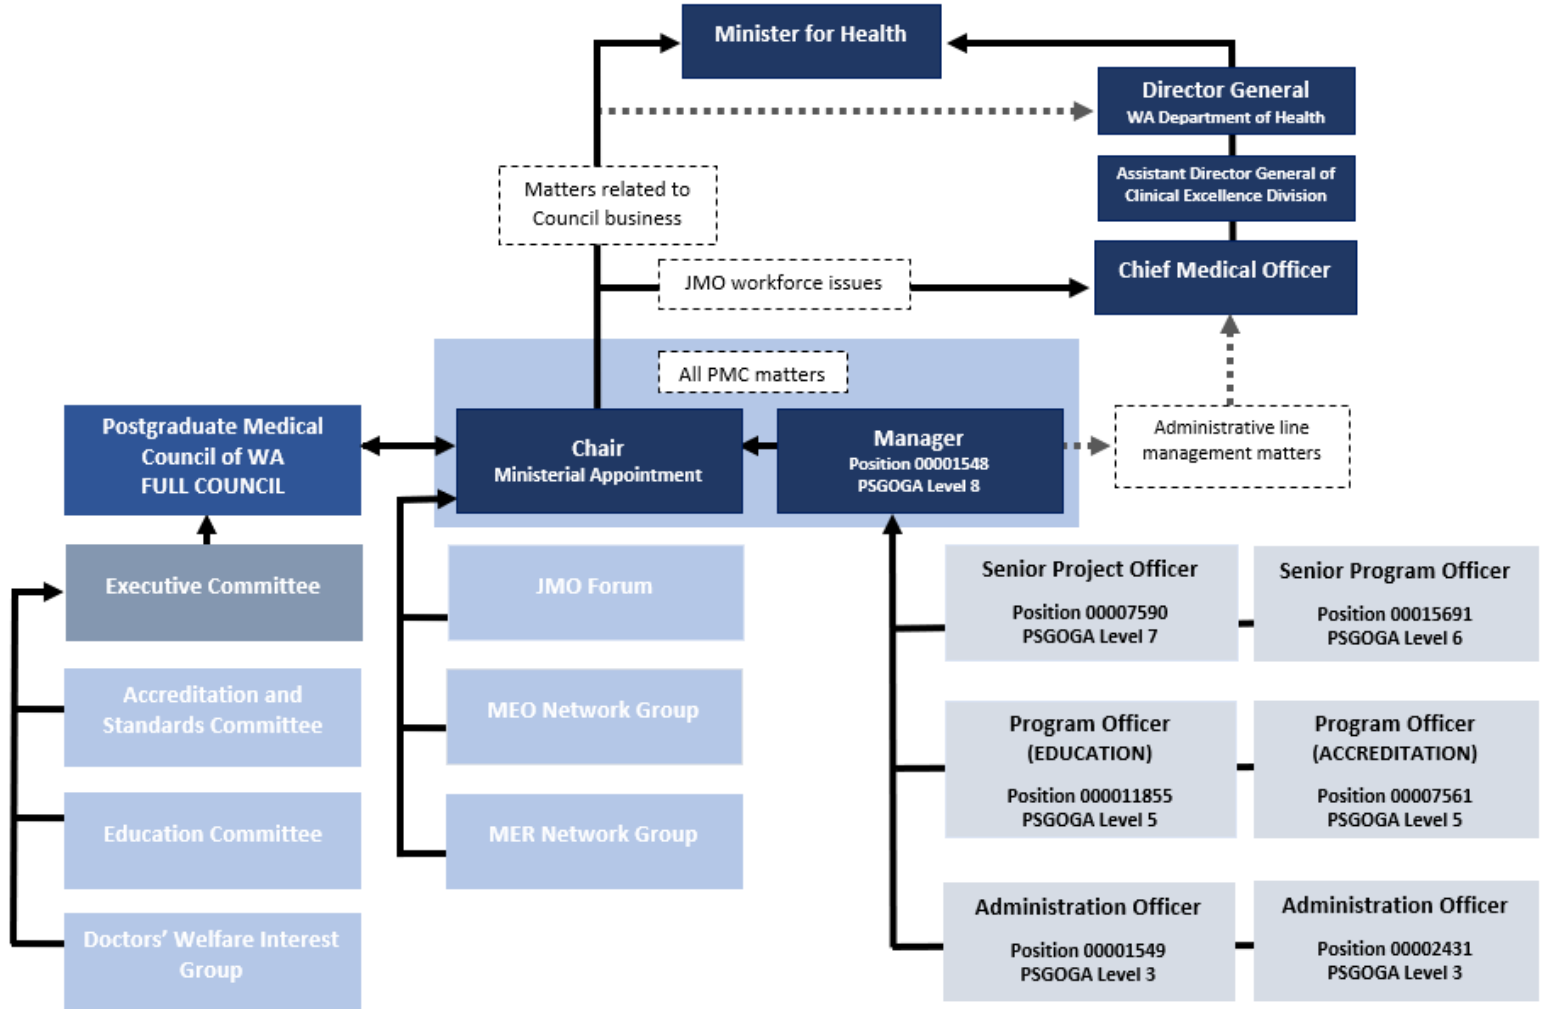 Minister for Health
Director General
WA Department of Health
Assistant Director General of
Clinical Excellence Division
Matters related to
Council business
Chief Medical Officer
JMO workforce issues
All PMC matters
Postgraduate Medical
Council of WA
FULL COUNCIL
Chair
Ministerial Appointment
Manager
Position 00001548
PSGOGA Level 8
Administrative line
management matters
Executive Committee
Accreditation and
Standards Committee
Education Committee
Doctors’ Welfare Interest
Group
JMO Forum
MEO Network Group
MER Network Group
Senior Project Officer
Position 00007590
PSGOGA Level 7
Senior Program Officer
Position 00015691
PSGOGA Level 6
Program Officer
(EDUCATION)
Position 000011855
PSGOGA Level 5
Program Officer
(ACCREDITATION)
Position 00007561
PSGOGA Level 5
Administration Officer
Position 00001549
PSGOGA Level 3
Administration Officer
Position 00002431
PSGOGA Level 3